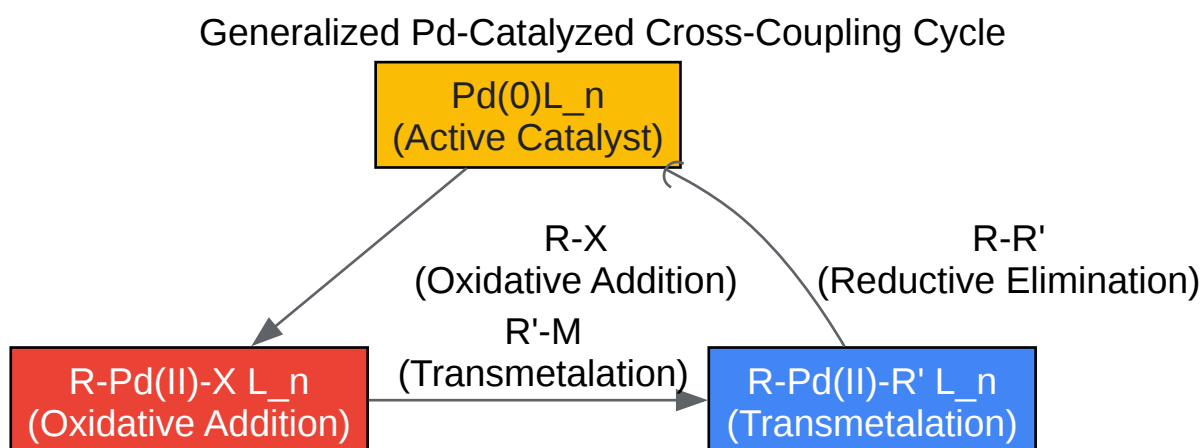 Generalized Pd-Catalyzed Cross-Coupling Cycle
Pd(0)L_n
(Active Catalyst)
R-X
(Oxidative Addition)
R-R'
(Reductive Elimination)
R'-M
(Transmetalation)
R-Pd(II)-X L_n
(Oxidative Addition)
R-Pd(II)-R' L_n
(Transmetalation)